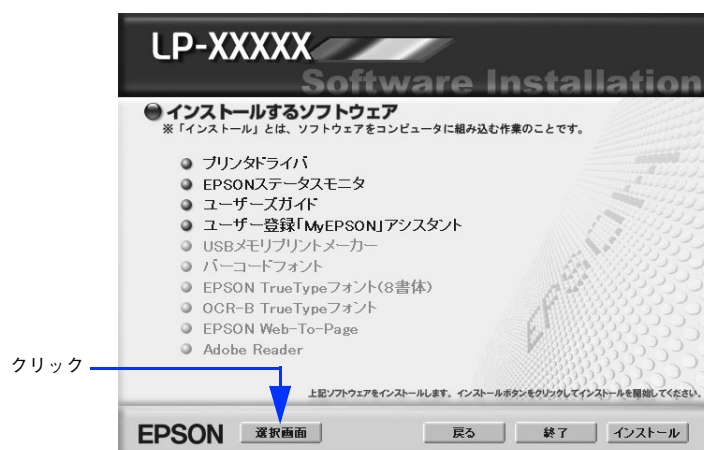 LP-XXXXX
Software Installation
インストールするソフトウェア
※「インストール」とは、ソフトウェアをコンピュータに組み込む作業のことです。
プリンタドライバ
EPSONステータスモニタ
ユーザーズガイド
ユーザー登録「MyEPSON」アシスタント
USBメモリプリントメーカー
バーコードフォント
EPSON TrueTypeフォント(8書体)
OCR-B TrueTypeフォント
EPSON Web-To-Page
Adobe Reader
EPSON
クリック
上記ソフトウェアをインストールします。インストールボタンをクリックしてインストールを開始してください。
EPSON 選択画面 戻る 終了 インストール